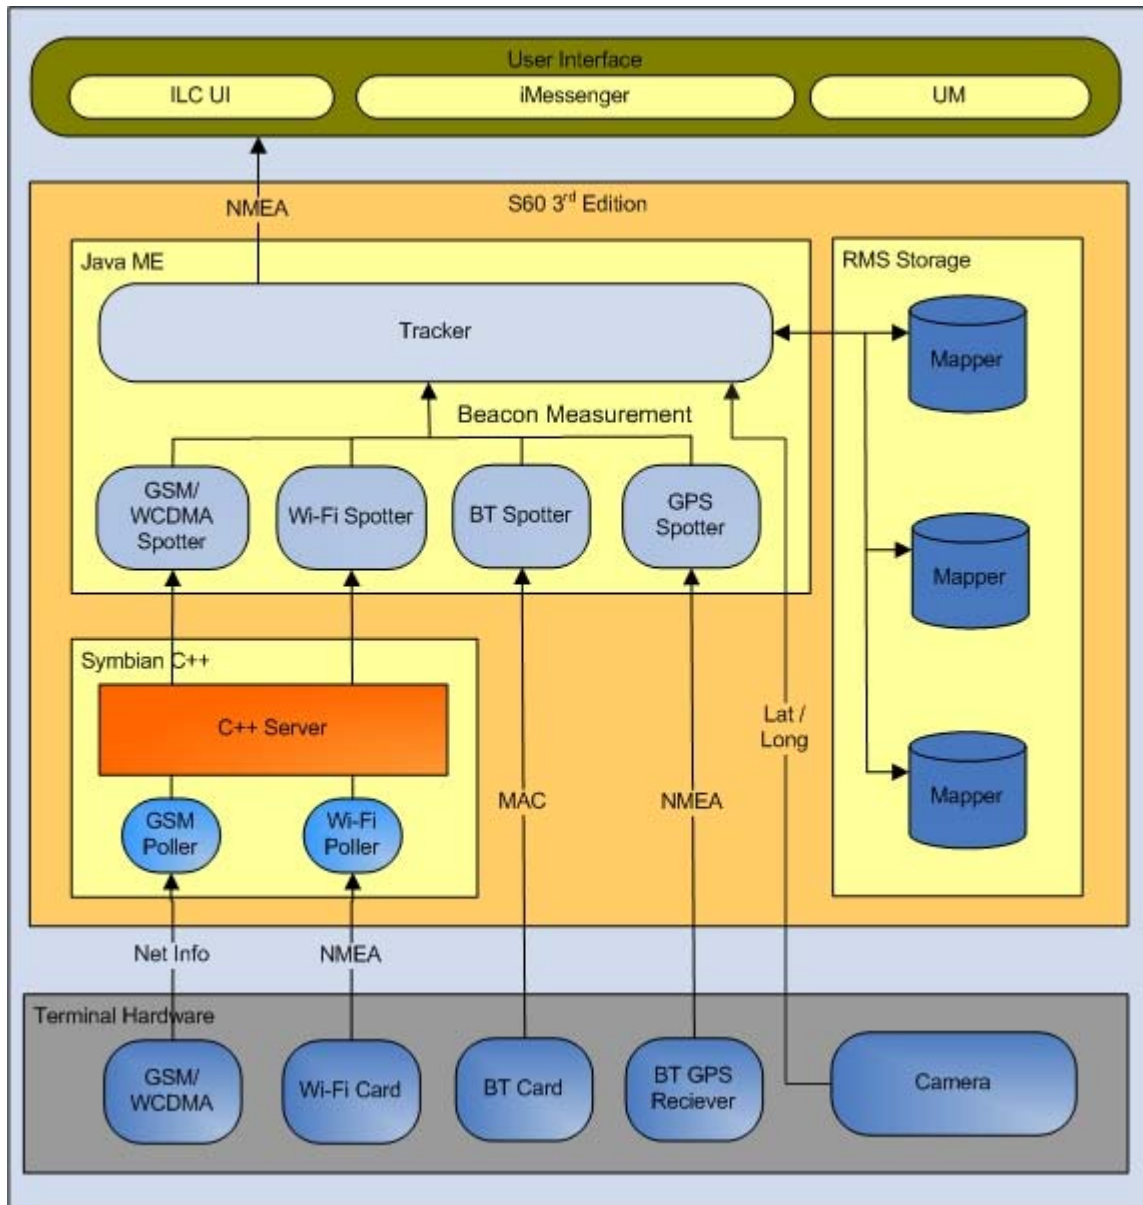 User Interface
ILC UI
iMessenger
UM
NMEA
S60 3rd Edition
Java ME
RMS Storage
Tracker
Mapper
Beacon Measurement
GSM/
WCDMA
Spotter
Wi-Fi Spotter
BT Spotter
GPS
Spotter
Mapper
Symbian C++
C++ Server
Lat /
Long
GSM
Poller
Wi-Fi
Poller
MAC
NMEA
Mapper
Net Info
NMEA
Terminal Hardware
GSM/
WCDMA
Wi-Fi Card
BT Card
BT GPS
Reciever
Camera